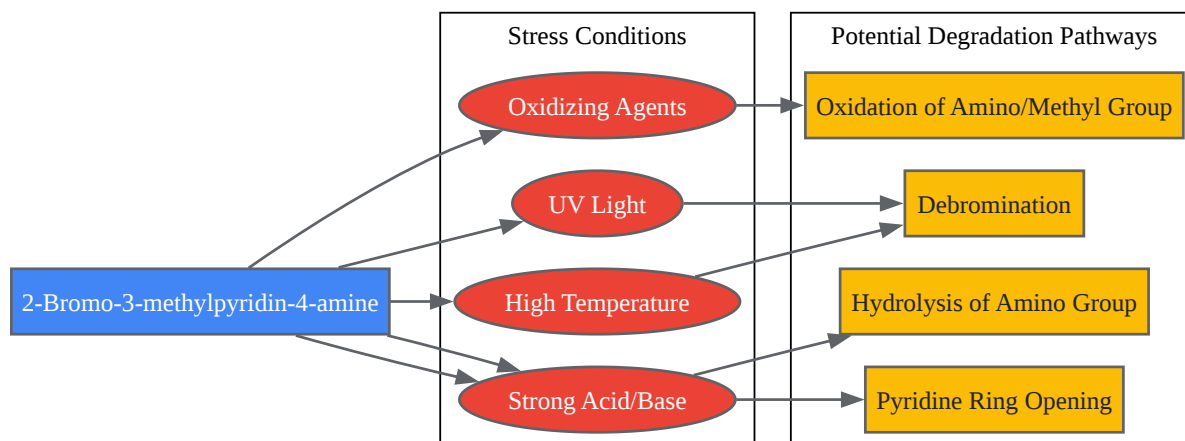 Stress Conditions
Potential Degradation Pathways
Oxidizing Agents
Oxidation of Amino/Methyl Group
UV Light
Debromination
2-Bromo-3-methylpyridin-4-amine
High Temperature
Hydrolysis of Amino Group
Strong Acid/Base
Pyridine Ring Opening